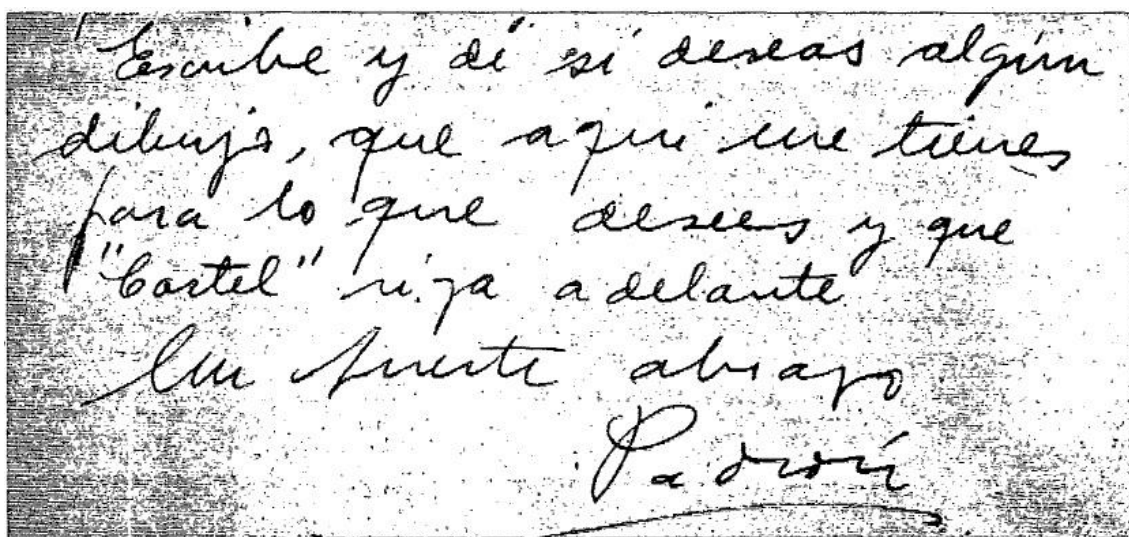 Escribe y di si deseas algún
dibujo, que aqui me tienes
para lo que desees y que
"Cartel" siga adelante
Un fuerte abrazo
Padrón